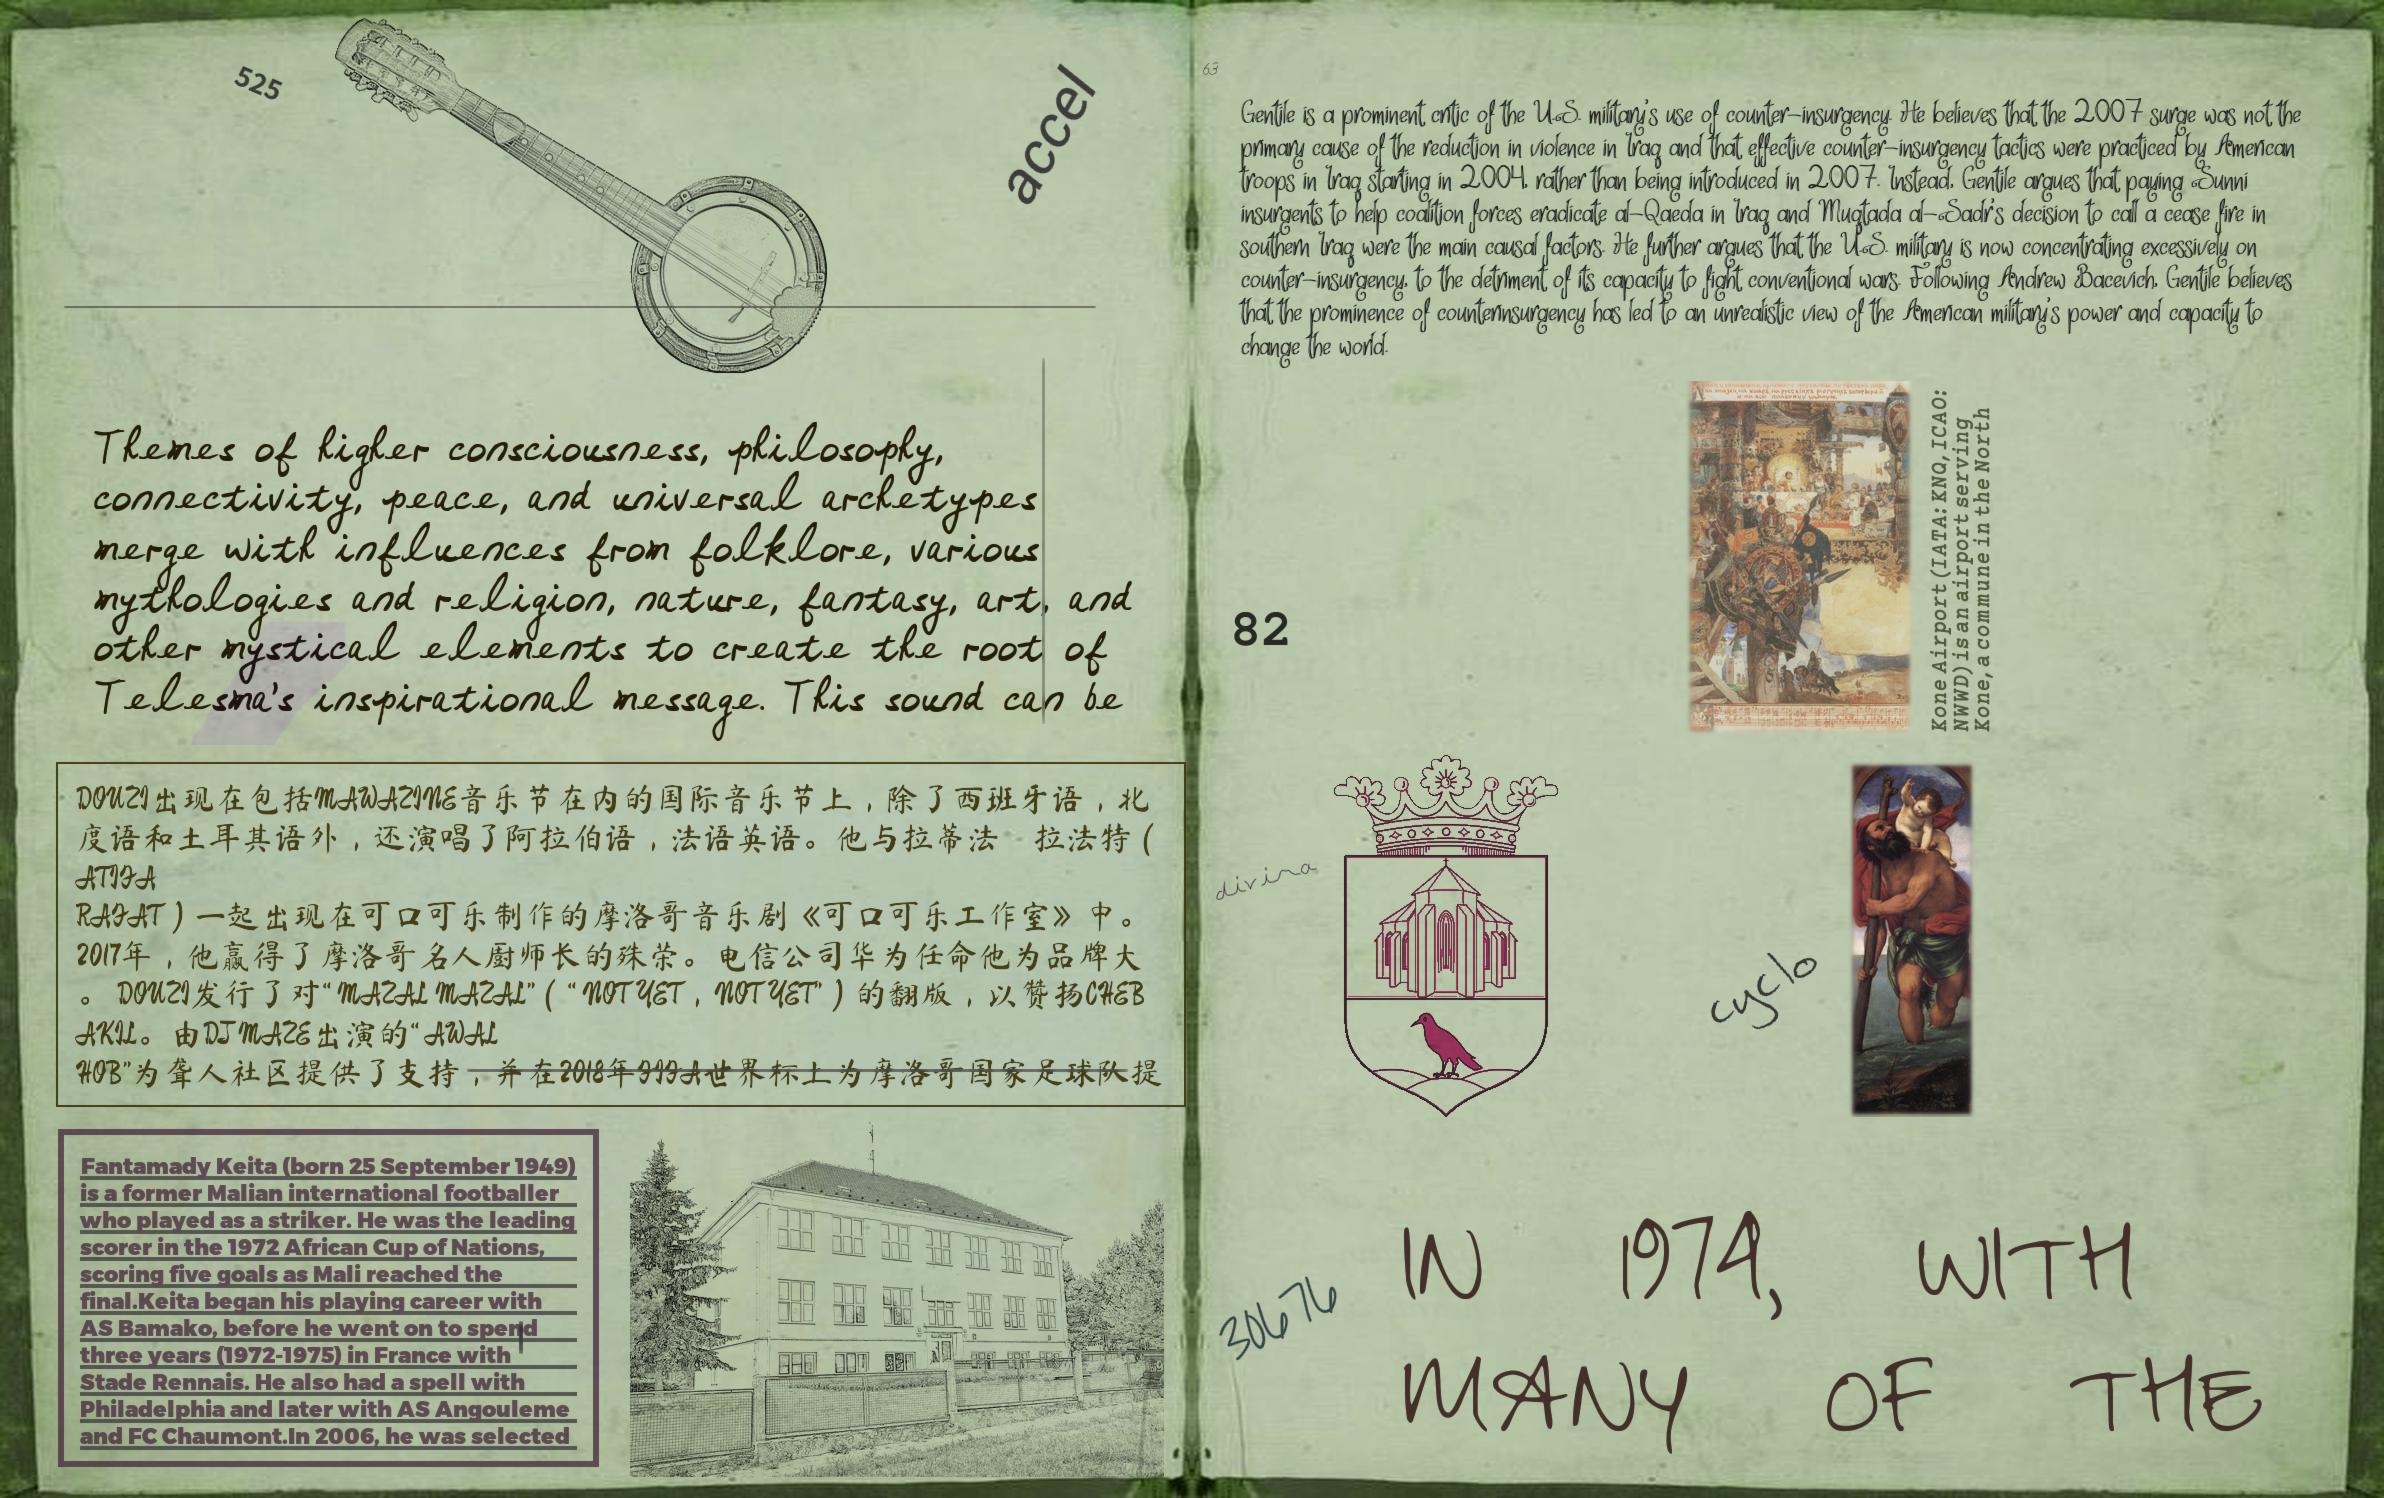 525
accel
Themes of higher consciousness, philosophy,
connectivity, peace, and universal archetypes
merge with influences from folklore, various
mythologies and religion, nature, fantasy, art, and
other mystical elements to create the root of
Telesma's inspirational message. This sound can be
DOUZI出现在包括MAWAZINE音乐节在内的国际音乐节上，除了西班牙语，北
度语和土耳其语外，还演唱了阿拉伯语，法语英语。他与拉蒂法 拉法特（
ATIFA
RAFAT）一起出现在可口可乐制作的摩洛哥音乐剧《可口可乐工作室》中。
2017年，他赢得了摩洛哥名人厨师长的殊荣。电信公司华为任命他为品牌大
。DOUZI发行了对“MAZAL MAZAL”（“NOT YET，NOT YET”）的翻版，以赞扬CHEB
AKIL。由DJ MAZE出演的“AWAL
HOB”为聋人社区提供了支持，并在2018年FIFA世界杯上为摩洛哥国家足球队提
Fantamady Keita (born 25 September 1949)
is a former Malian international footballer
who played as a striker. He was the leading
scorer in the 1972 African Cup of Nations,
scoring five goals as Mali reached the
final.Keita began his playing career with
AS Bamako, before he went on to spend
three years (1972-1975) in France with
Stade Rennais. He also had a spell with
Philadelphia and later with AS Angouleme
and FC Chaumont.In 2006, he was selected
63
Gentile is a prominent critic of the U.S. military's use of counter-insurgency. He believes that the 2007 surge was not the
primary cause of the reduction in violence in Iraq and that effective counter-insurgency tactics were practiced by American
troops in Iraq starting in 2004, rather than being introduced in 2007. Instead, Gentile argues that paying Sunni
insurgents to help coalition forces eradicate al-Qaeda in Iraq and Muqtada al-Sadr's decision to call a cease fire in
southern Iraq were the main causal factors. He further argues that the U.S. military is now concentrating excessively on
counter-insurgency, to the detriment of its capacity to fight conventional wars. Following Andrew Bacevich, Gentile believes
that the prominence of counterinsurgency has led to an unrealistic view of the American military's power and capacity to
change the world.
Kone Airport (IATA: KNQ, ICAO:
NWWD) is an airport serving
Kone, a commune in the North
82
divina
cyclo
30676
IN 1974, WITH
MANY OF THE